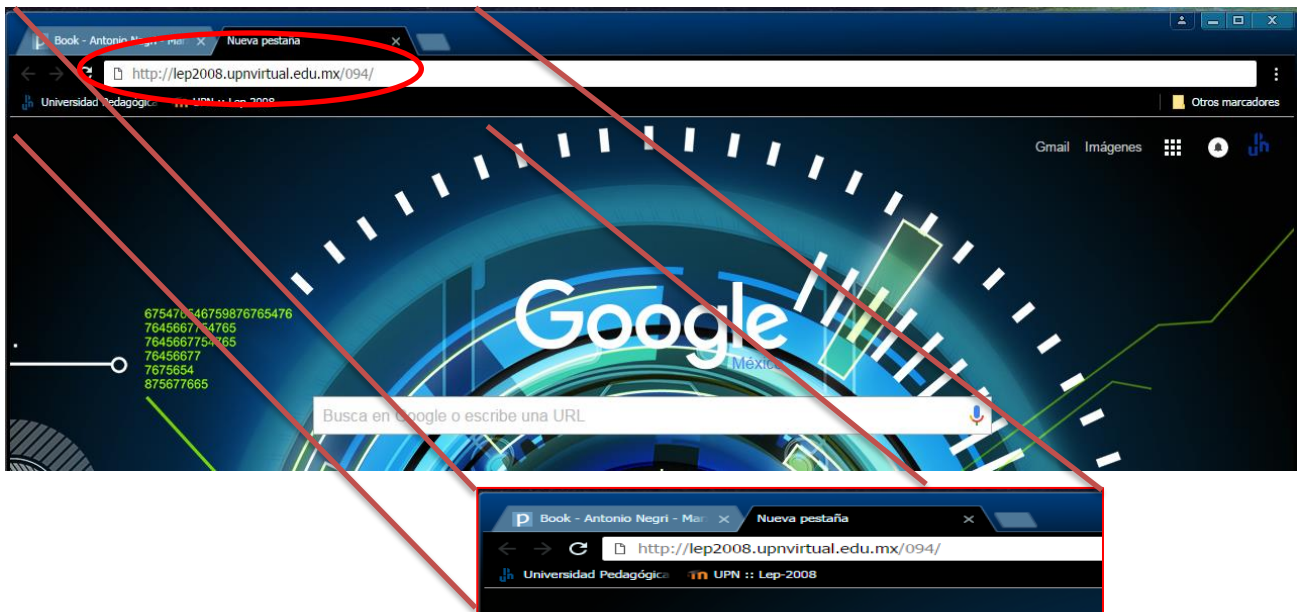 Book - Antonio Negri - Mar
Nueva pestaña
http://lep2008.upnvirtual.edu.mx/094/
Universidad Pedagógica
UPN :: Lep-2008
Otros marcadores
Gmail Imágenes
Google
México
675470546759876765476
7645667754765
7645667754765
76456677
7675654
875677665
Busca en Google o escribe una URL
Book - Antonio Negri - Mar
Nueva pestaña
http://lep2008.upnvirtual.edu.mx/094/
Universidad Pedagógica
UPN :: Lep-2008